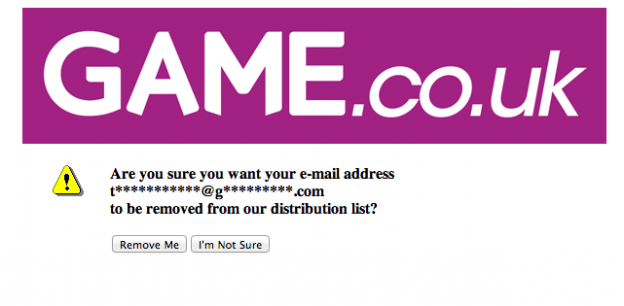 GAME.co.uk
Are you sure you want your e-mail address
t***********@g*********.com
to be removed from our distribution list?
Remove Me
I'm Not Sure